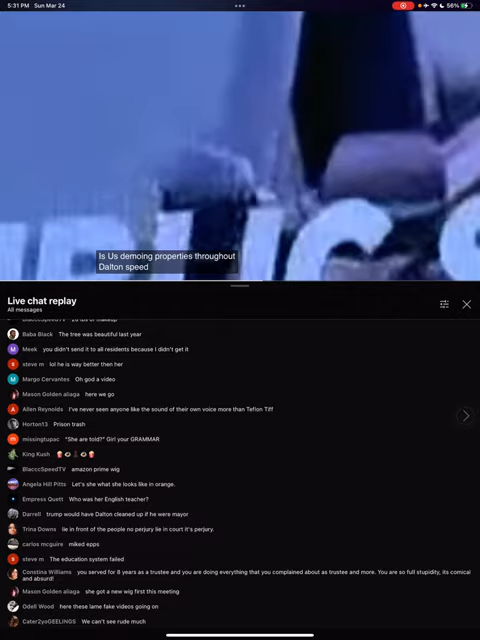 5:31 PM Sun Mar 24
56%
Is Us demoing properties throughout
Dalton speed
Live chat replay
All messages
Baba Black The tree was beautiful last year
M Meek you didn't send it to all residents because I didn't get it
s steve m lol he is way better then her
Margo Cervantes Oh god a video
Mason Golden aliaga here we go
A Allen Reynolds I've never seen anyone like the sound of their own voice more than Teflon Tiff
Horton13 Prison trash
m missingtupac "She are told?" Girl your GRAMMAR
King Kush 🍿👁️💄👁️🍿
BlacccSpeedTV amazon prime wig
Angela Hill Pitts Let's she what she looks like in orange.
Empress Quett Who was her English teacher?
Darrell trump would have Dalton cleaned up if he were mayor
Trina Downs lie in front of the people no perjury lie in court it's perjury.
carlos mcguire miked epps
s steve m The education system failed
Constina Williams you served for 8 years as a trustee and you are doing everything that you complained about as trustee and more. You are so full stupidity, its comical
and absurd!
Mason Golden aliaga she got a new wig first this meeting
Odell Wood here these lame fake videos going on
Cater2yoGEELINGS We can't see rude much